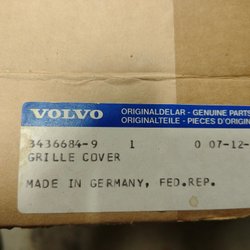 VOLVO
ORIGINALDELAR - GENUINE PARTS
ORIGINALTEILE - PIECES D'ORIGIN
3436684-9 1 0 07-12-
GRILLE COVER
MADE IN GERMANY, FED.REP.